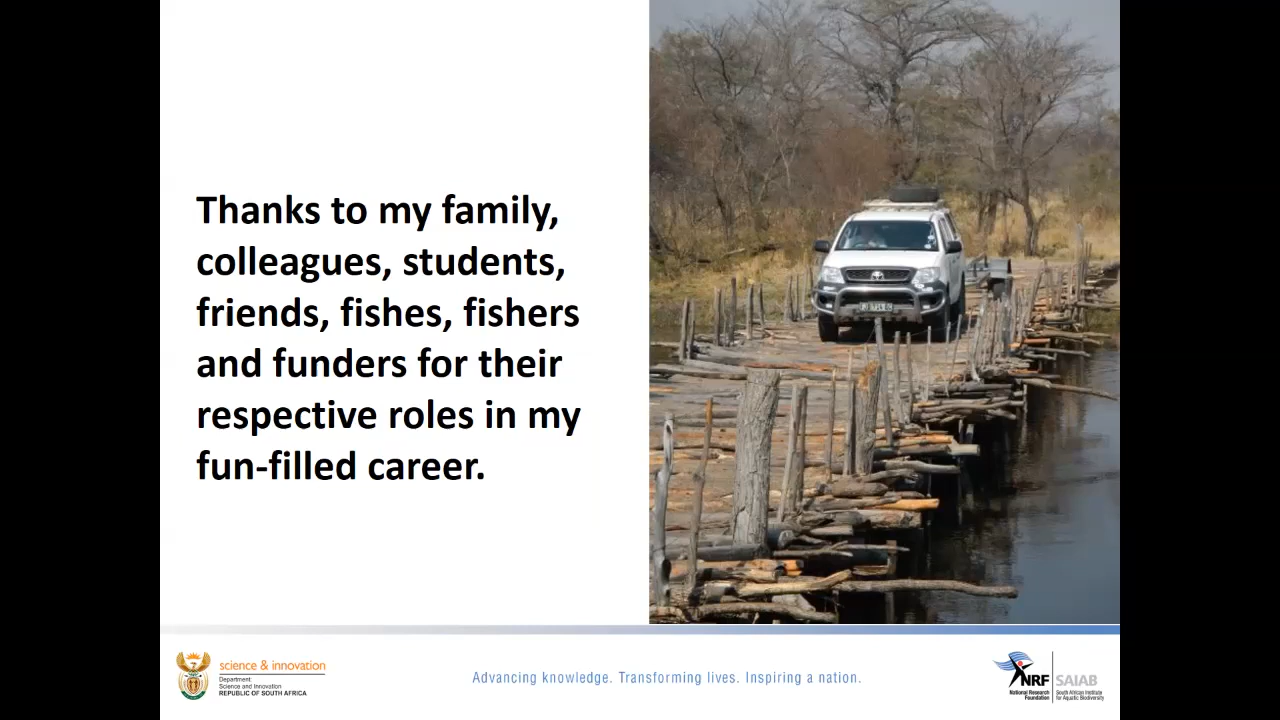 Thanks to my family,
colleagues, students,
friends, fishes, fishers
and funders for their
respective roles in my
fun-filled career.
science & innovation
Department:
Science and Innovation
REPUBLIC OF SOUTH AFRICA
Advancing knowledge. Transforming lives. Inspiring a nation.
NRF
National Research
Foundation
SAIAB
South African Institute
for Aquatic Biodiversity